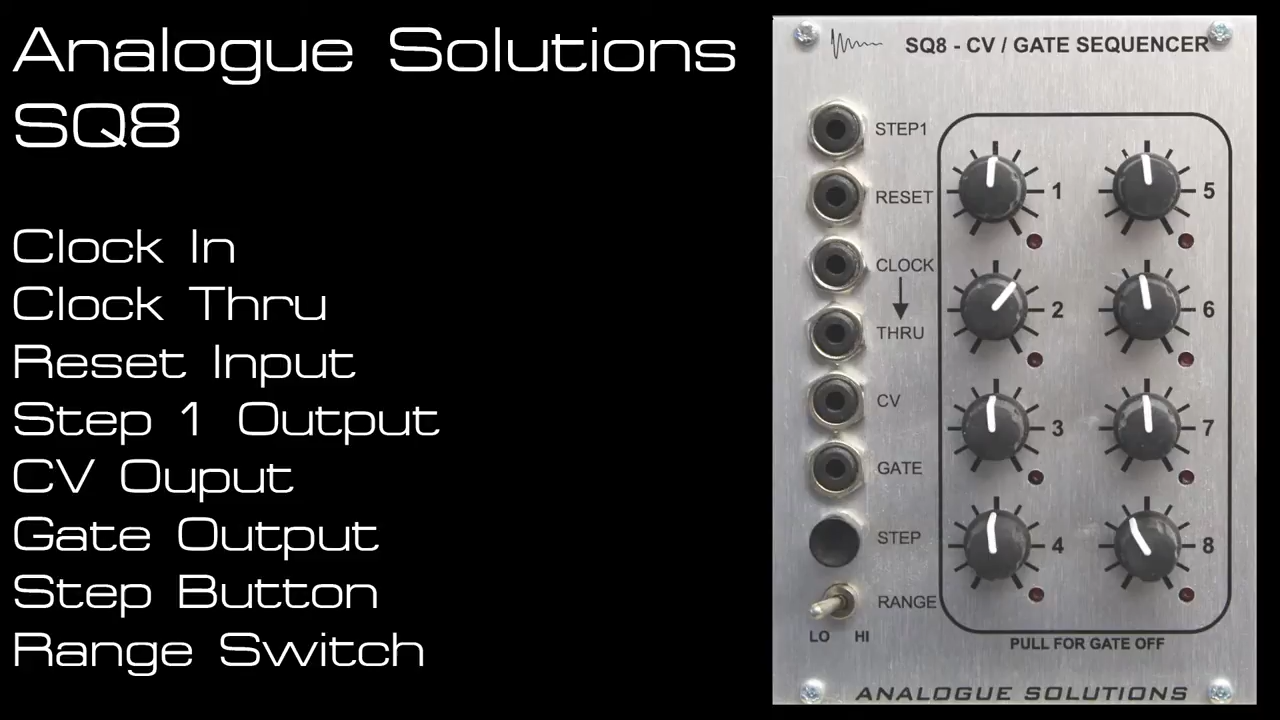 Analogue Solutions
SQ8
Clock In
Clock Thru
Reset Input
Step 1 Output
CV Ouput
Gate Output
Step Button
Range Switch
SQ8 - CV / GATE SEQUENCER
STEP1
RESET
CLOCK
THRU
CV
GATE
STEP
RANGE
LO HI
1 5
2 6
3 7
4 8
PULL FOR GATE OFF
ANALOGUE SOLUTIONS